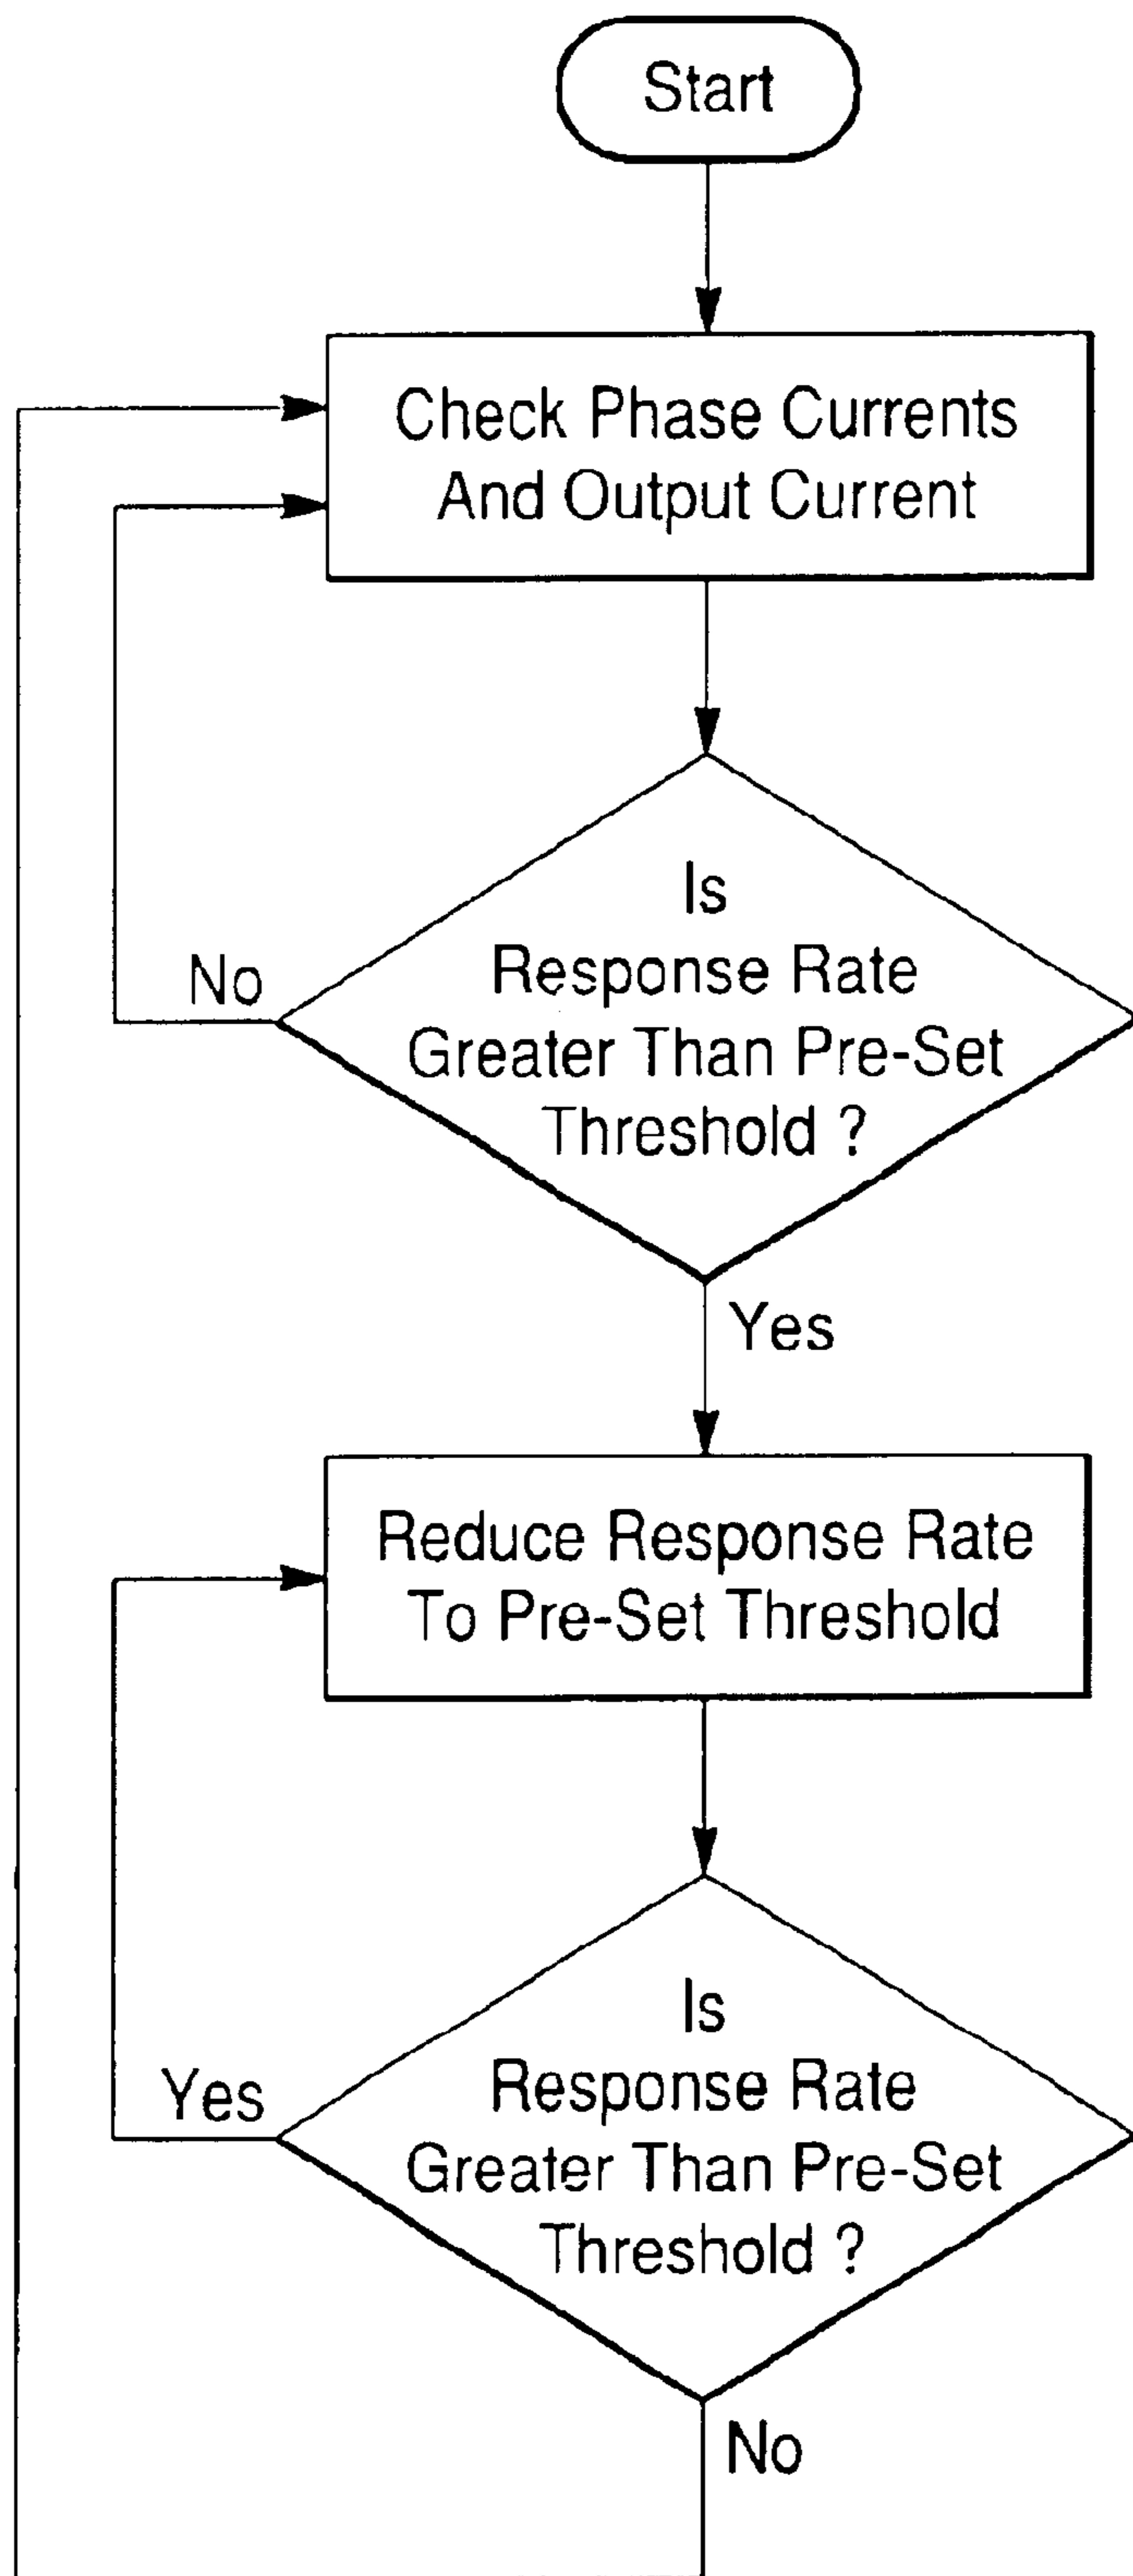 Start
Check Phase Currents
And Output Current
Is
Response Rate
Greater Than Pre-Set
Threshold ?
No
Yes
Reduce Response Rate
To Pre-Set Threshold
Is
Response Rate
Greater Than Pre-Set
Threshold ?
Yes
No